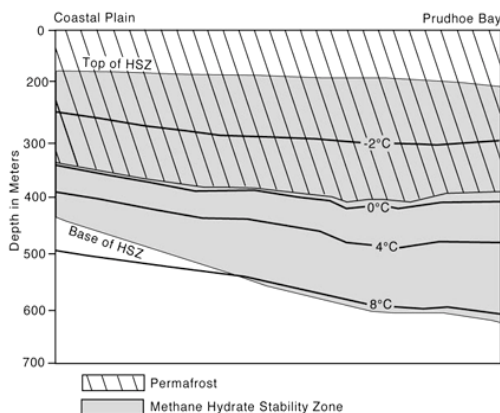 Coastal Plain Prudhoe Bay
0
Top of HSZ
200
-2°C
300
400
0°C
4°C
Base of HSZ
500
8°C
600
700
Depth in Meters
Permafrost
Methane Hydrate Stability Zone